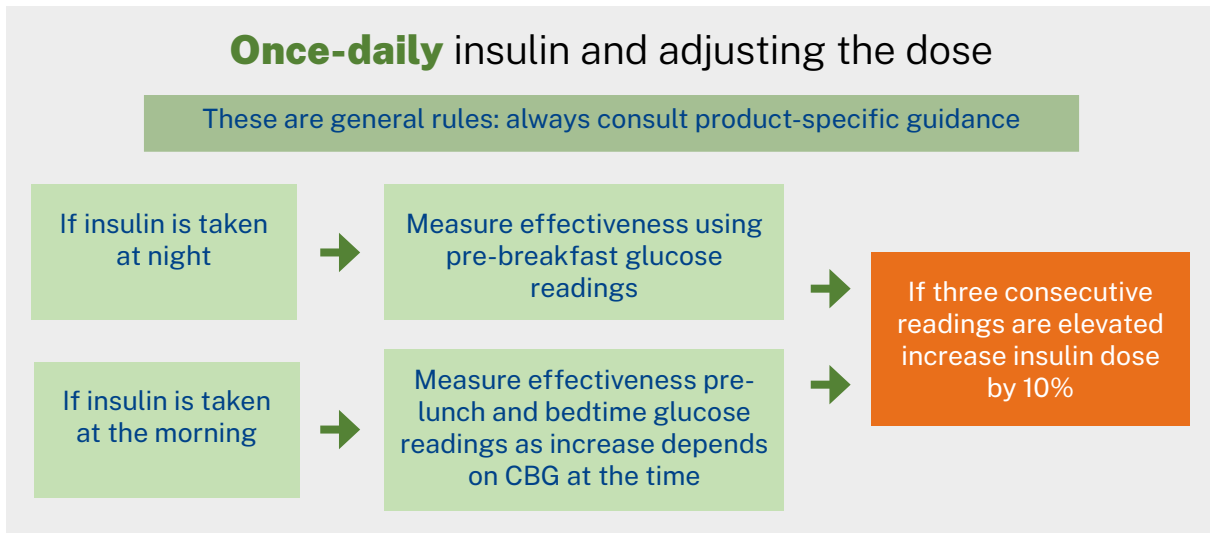 Once-daily insulin and adjusting the dose
These are general rules: always consult product-specific guidance
If insulin is taken
at night
Measure effectiveness using
pre-breakfast glucose
readings
If three consecutive
readings are elevated
increase insulin dose
by 10%
If insulin is taken
at the morning
Measure effectiveness pre-
lunch and bedtime glucose
readings as increase depends
on CBG at the time